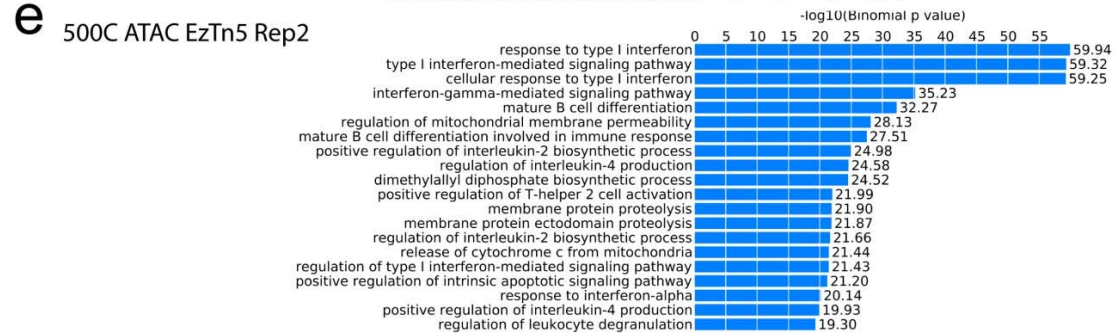 e 500C ATAC EzTn5 Rep2
-log10(Binomial p value)
0 5 10 15 20 25 30 35 40 45 50 55
response to type I interferon 59.94
type I interferon-mediated signaling pathway 59.32
cellular response to type I interferon 59.25
interferon-gamma-mediated signaling pathway 35.23
mature B cell differentiation 32.27
regulation of mitochondrial membrane permeability 28.13
mature B cell differentiation involved in immune response 27.51
positive regulation of interleukin-2 biosynthetic process 24.98
regulation of interleukin-4 production 24.58
dimethylallyl diphosphate biosynthetic process 24.52
positive regulation of T-helper 2 cell activation 21.99
membrane protein proteolysis 21.90
membrane protein ectodomain proteolysis 21.87
regulation of interleukin-2 biosynthetic process 21.66
release of cytochrome c from mitochondria 21.44
regulation of type I interferon-mediated signaling pathway 21.43
positive regulation of intrinsic apoptotic signaling pathway 21.20
response to interferon-alpha 20.14
positive regulation of interleukin-4 production 19.93
regulation of leukocyte degranulation 19.30